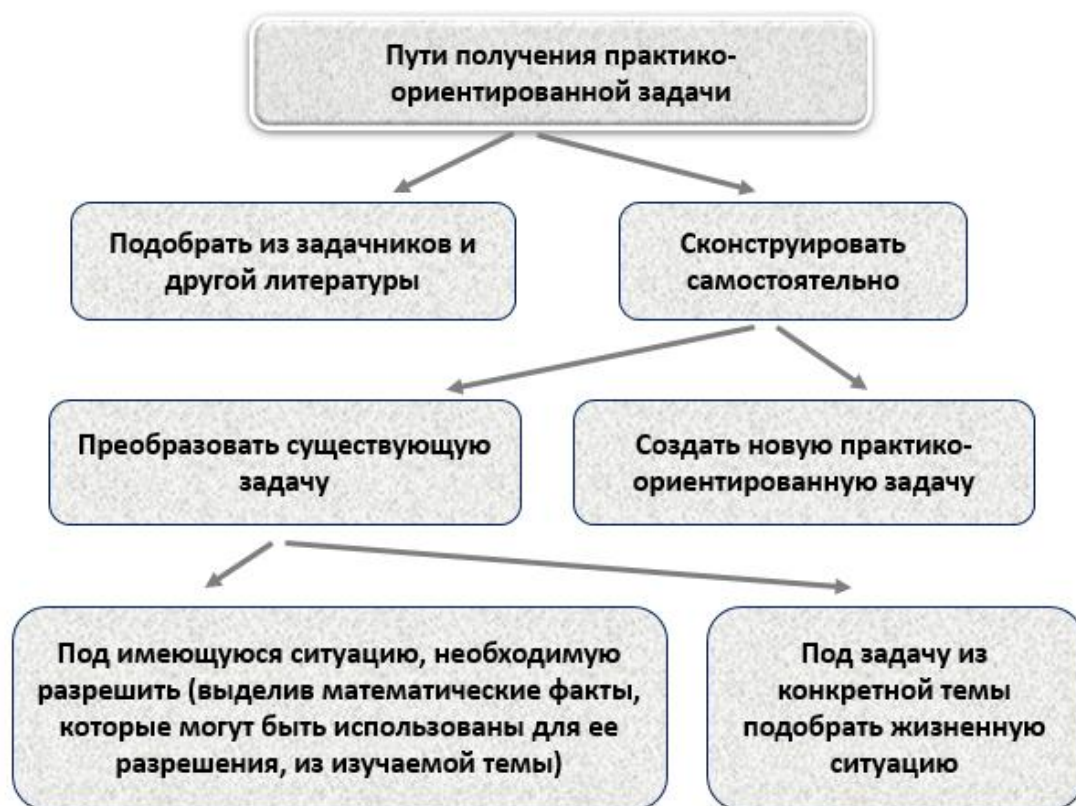 Пути получения практико-
ориентированной задачи
Подобрать из задачников и
другой литературы
Сконструировать
самостоятельно
Преобразовать существующую
задачу
Создать новую практико-
ориентированную задачу
Под имеющуюся ситуацию, необходимую
разрешить (выделив математические факты,
которые могут быть использованы для ее
разрешения, из изучаемой темы)
Под задачу из
конкретной темы
подобрать жизненную
ситуацию